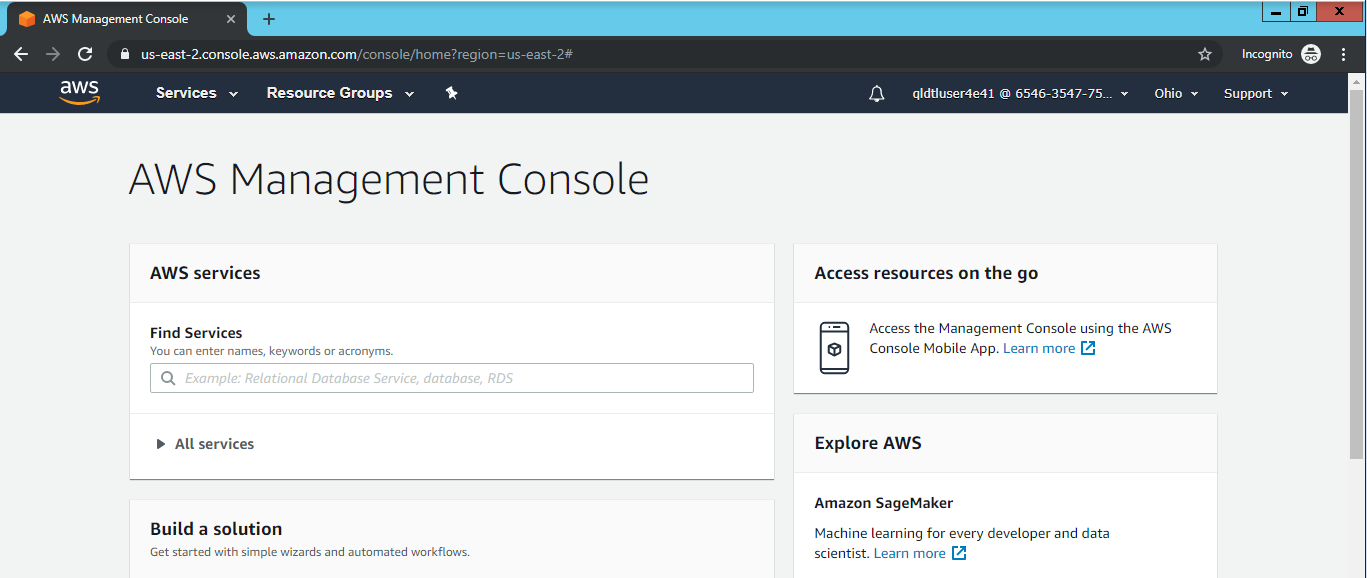 AWS Management Console
us-east-2.console.aws.amazon.com/console/home?region=us-east-2#
Incognito
aws
Services
Resource Groups
qldtluser4e41 @ 6546-3547-75...
Ohio
Support
AWS Management Console
AWS services
Find Services
You can enter names, keywords or acronyms.
Example: Relational Database Service, database, RDS
All services
Build a solution
Get started with simple wizards and automated workflows.
Access resources on the go
Access the Management Console using the AWS
Console Mobile App. Learn more
Explore AWS
Amazon SageMaker
Machine learning for every developer and data
scientist. Learn more